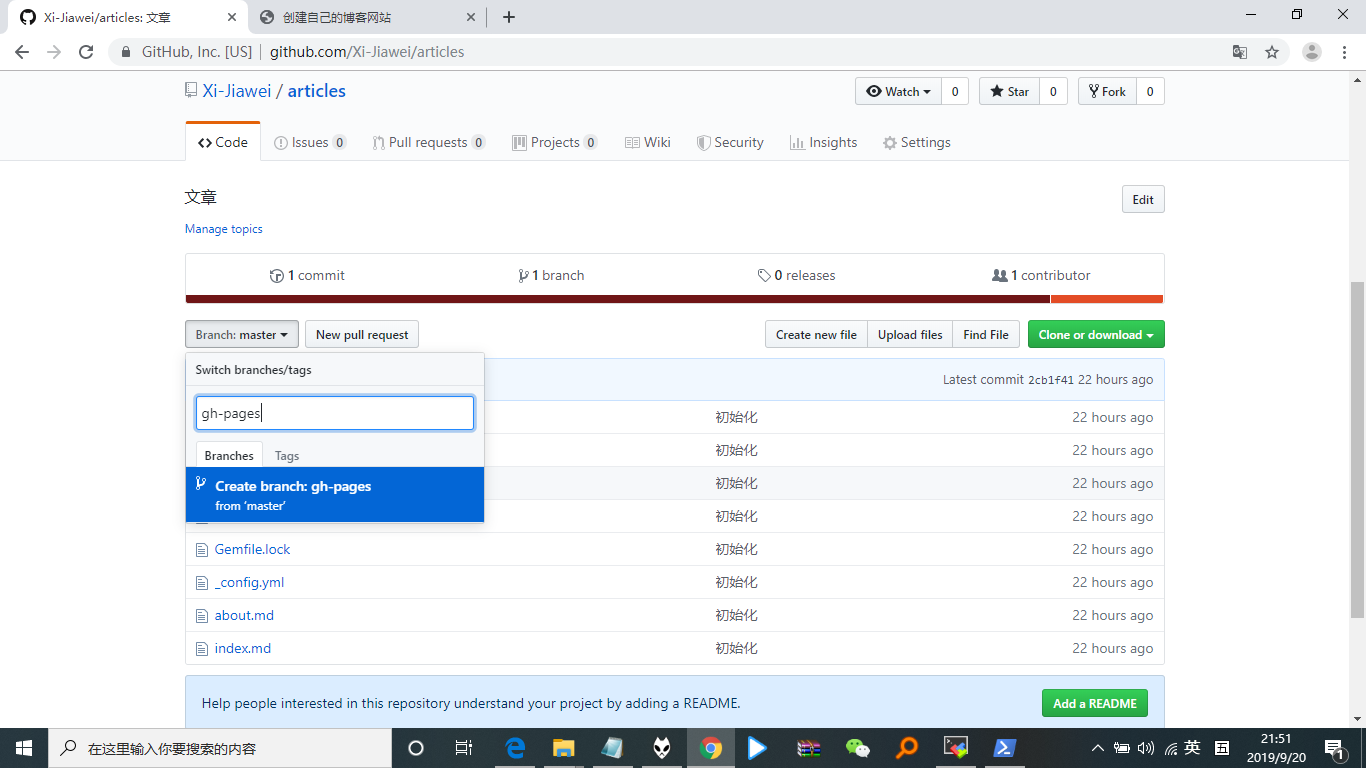 Xi-Jiawei/articles: 文章
创建自己的博客网站
GitHub, Inc. [US] | github.com/Xi-Jiawei/articles
Xi-Jiawei / articles
Watch 0 Star 0 Fork 0
Code Issues 0 Pull requests 0 Projects 0 Wiki Security Insights Settings
文章 Edit
Manage topics
1 commit 1 branch 0 releases 1 contributor
Branch: master New pull request Create new file Upload files Find File Clone or download
Switch branches/tags
Latest commit 2cb1f41 22 hours ago
gh-pages
初始化 22 hours ago
初始化 22 hours ago
Branches Tags
Create branch: gh-pages
初始化 22 hours ago
from ‘master’
初始化 22 hours ago
Gemfile.lock 初始化 22 hours ago
_config.yml 初始化 22 hours ago
about.md 初始化 22 hours ago
index.md 初始化 22 hours ago
Help people interested in this repository understand your project by adding a README. Add a README
在这里输入你要搜索的内容
英
五
21:51
2019/9/20
1